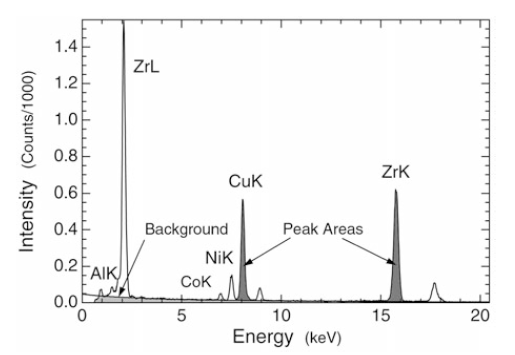 1.4
1.2
1.0
0.8
0.6
0.4
0.2
0.0
Intensity (Counts/1000)
ZrL
ZrK
CuK
Background
Peak Areas
NiK
AlK
CoK
0 5 10 15 20
Energy (keV)